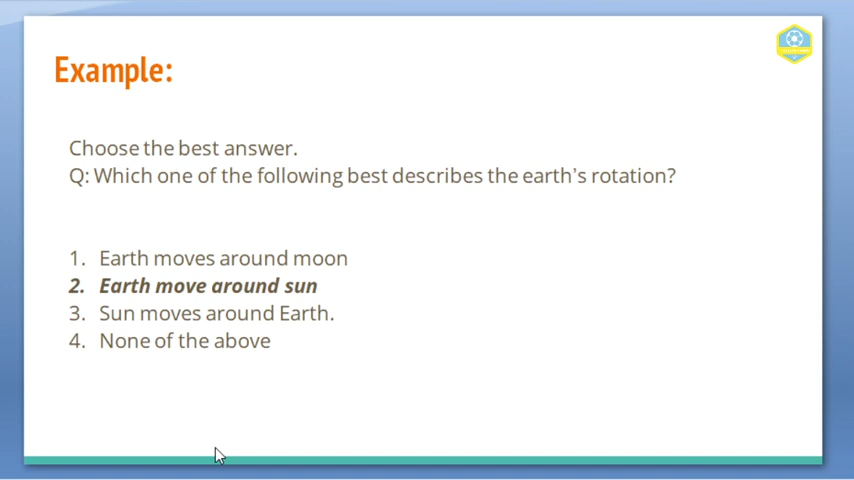 Example:
Choose the best answer.
Q: Which one of the following best describes the earth's rotation?
1. Earth moves around moon
2. Earth move around sun
3. Sun moves around Earth.
4. None of the above